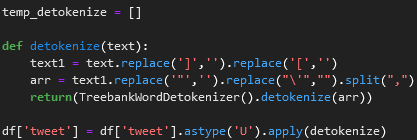 temp_detokenize = []
def detokenize(text):
    text1 = text.replace(']','').replace('[','')
    arr = text1.replace('"','').replace("\'","").split(",")
    return(TreebankWordDetokenizer().detokenize(arr))
df['tweet'] = df['tweet'].astype('U').apply(detokenize)